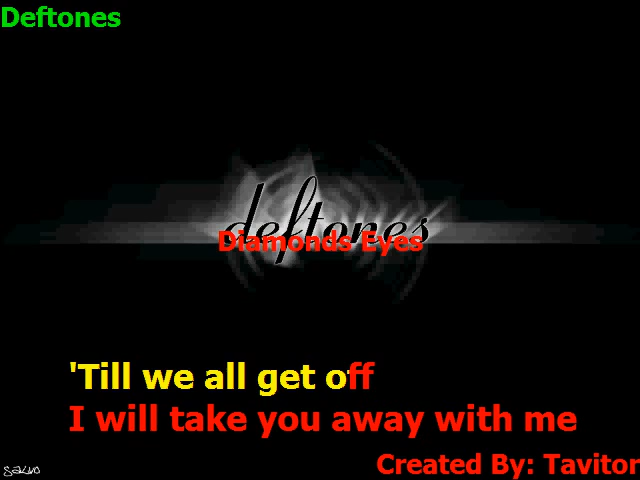 Deftones
deftones
Diamonds Eyes
'Till we all get off
I will take you away with me
Created By: Tavitor